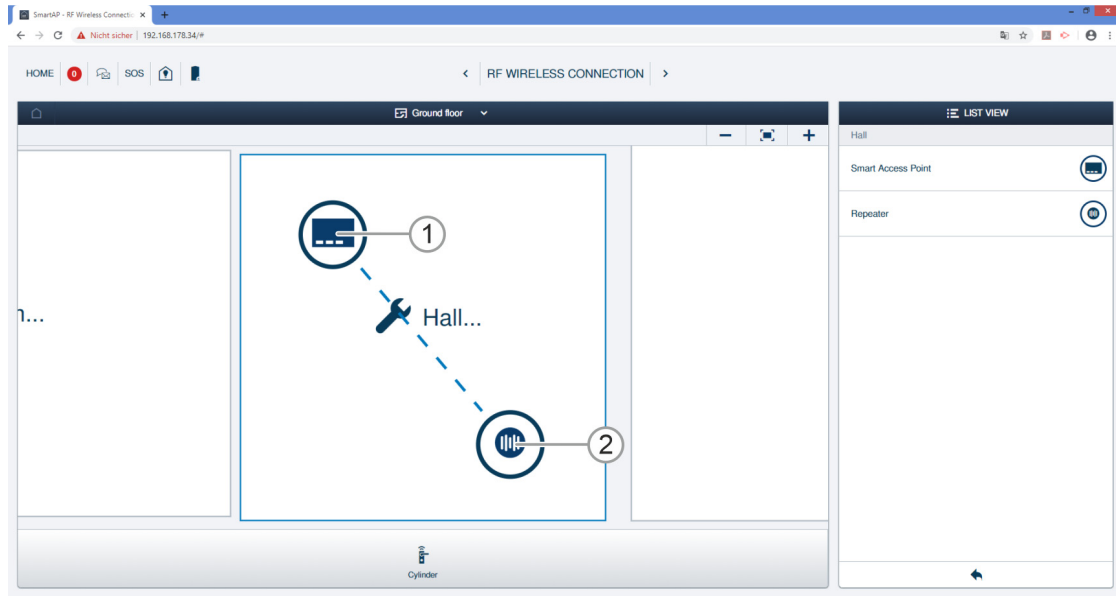 SmartAP - RF Wireless Connectic
Nicht sicher | 192.168.178.34/#
HOME 0 SOS RF WIRELESS CONNECTION
Ground floor
LIST VIEW
Hall
Smart Access Point
Repeater
1
Hall...
2
Cylinder